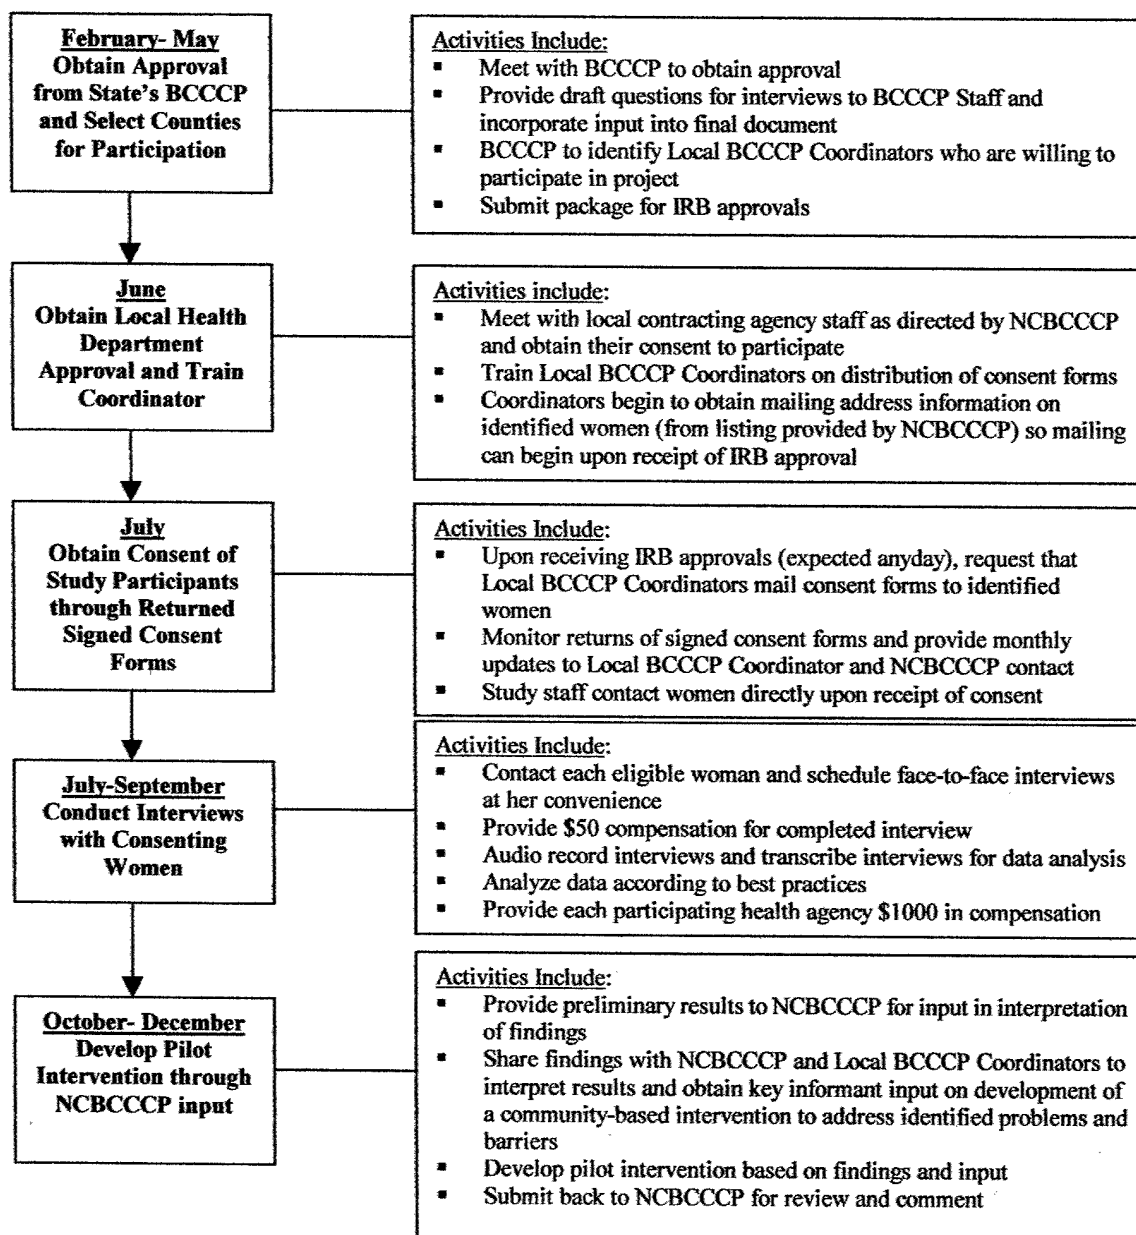 February- May
Obtain Approval
from State's BCCCP
and Select Counties
for Participation
Activities Include:
▪ Meet with BCCCP to obtain approval
▪ Provide draft questions for interviews to BCCCP Staff and
incorporate input into final document
▪ BCCCP to identify Local BCCCP Coordinators who are willing to
participate in project
▪ Submit package for IRB approvals
June
Obtain Local Health
Department
Approval and Train
Coordinator
Activities include:
▪ Meet with local contracting agency staff as directed by NCBCCCP
and obtain their consent to participate
▪ Train Local BCCCP Coordinators on distribution of consent forms
▪ Coordinators begin to obtain mailing address information on
identified women (from listing provided by NCBCCCP) so mailing
can begin upon receipt of IRB approval
July
Obtain Consent of
Study Participants
through Returned
Signed Consent
Forms
Activities Include:
▪ Upon receiving IRB approvals (expected anyday), request that
Local BCCCP Coordinators mail consent forms to identified
women
▪ Monitor returns of signed consent forms and provide monthly
updates to Local BCCCP Coordinator and NCBCCCP contact
▪ Study staff contact women directly upon receipt of consent
July-September
Conduct Interviews
with Consenting
Women
Activities Include:
▪ Contact each eligible woman and schedule face-to-face interviews
at her convenience
▪ Provide $50 compensation for completed interview
▪ Audio record interviews and transcribe interviews for data analysis
▪ Analyze data according to best practices
▪ Provide each participating health agency $1000 in compensation
October- December
Develop Pilot
Intervention through
NCBCCCP input
Activities Include:
▪ Provide preliminary results to NCBCCCP for input in interpretation
of findings
▪ Share findings with NCBCCCP and Local BCCCP Coordinators to
interpret results and obtain key informant input on development of
a community-based intervention to address identified problems and
barriers
▪ Develop pilot intervention based on findings and input
▪ Submit back to NCBCCCP for review and comment